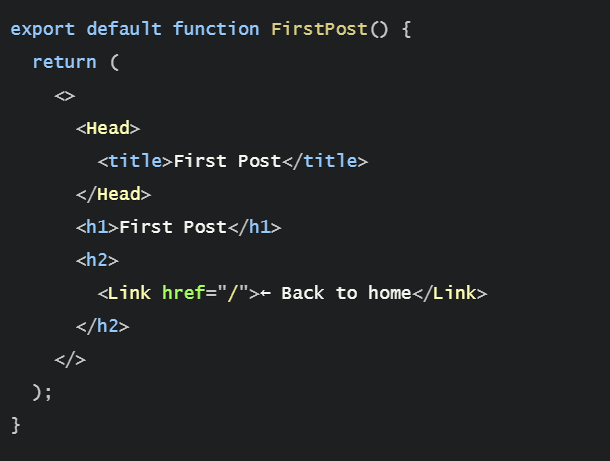 export default function FirstPost() {
  return (
    <>
      <Head>
        <title>First Post</title>
      </Head>
      <h1>First Post</h1>
      <h2>
        <Link href="/">← Back to home</Link>
      </h2>
    </>
  );
}